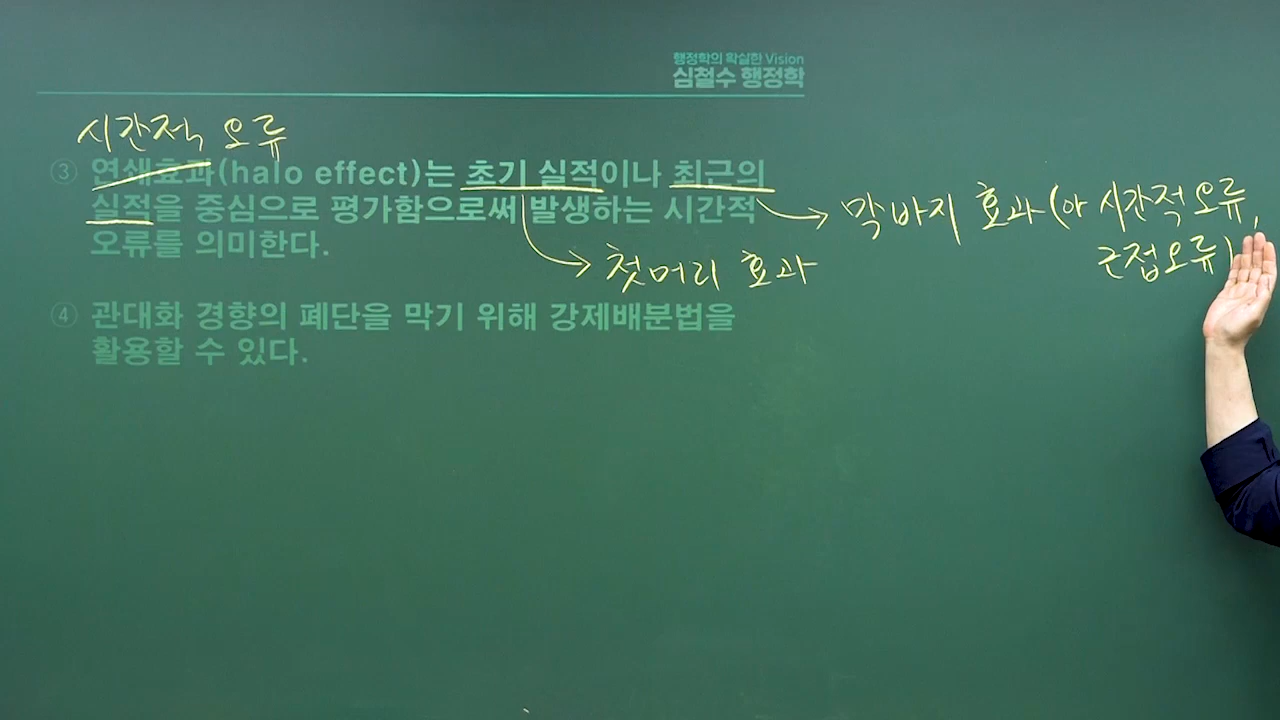 행정학의 확실한 Vision
심철수 행정학
시간적 오류
③ 연쇄효과(halo effect)는 초기 실적이나 최근의
실적을 중심으로 평가함으로써 발생하는 시간적
오류를 의미한다.
막바지 효과(아 시간적 오류,
근접오류)
첫머리 효과
④ 관대화 경향의 폐단을 막기 위해 강제배분법을
활용할 수 있다.